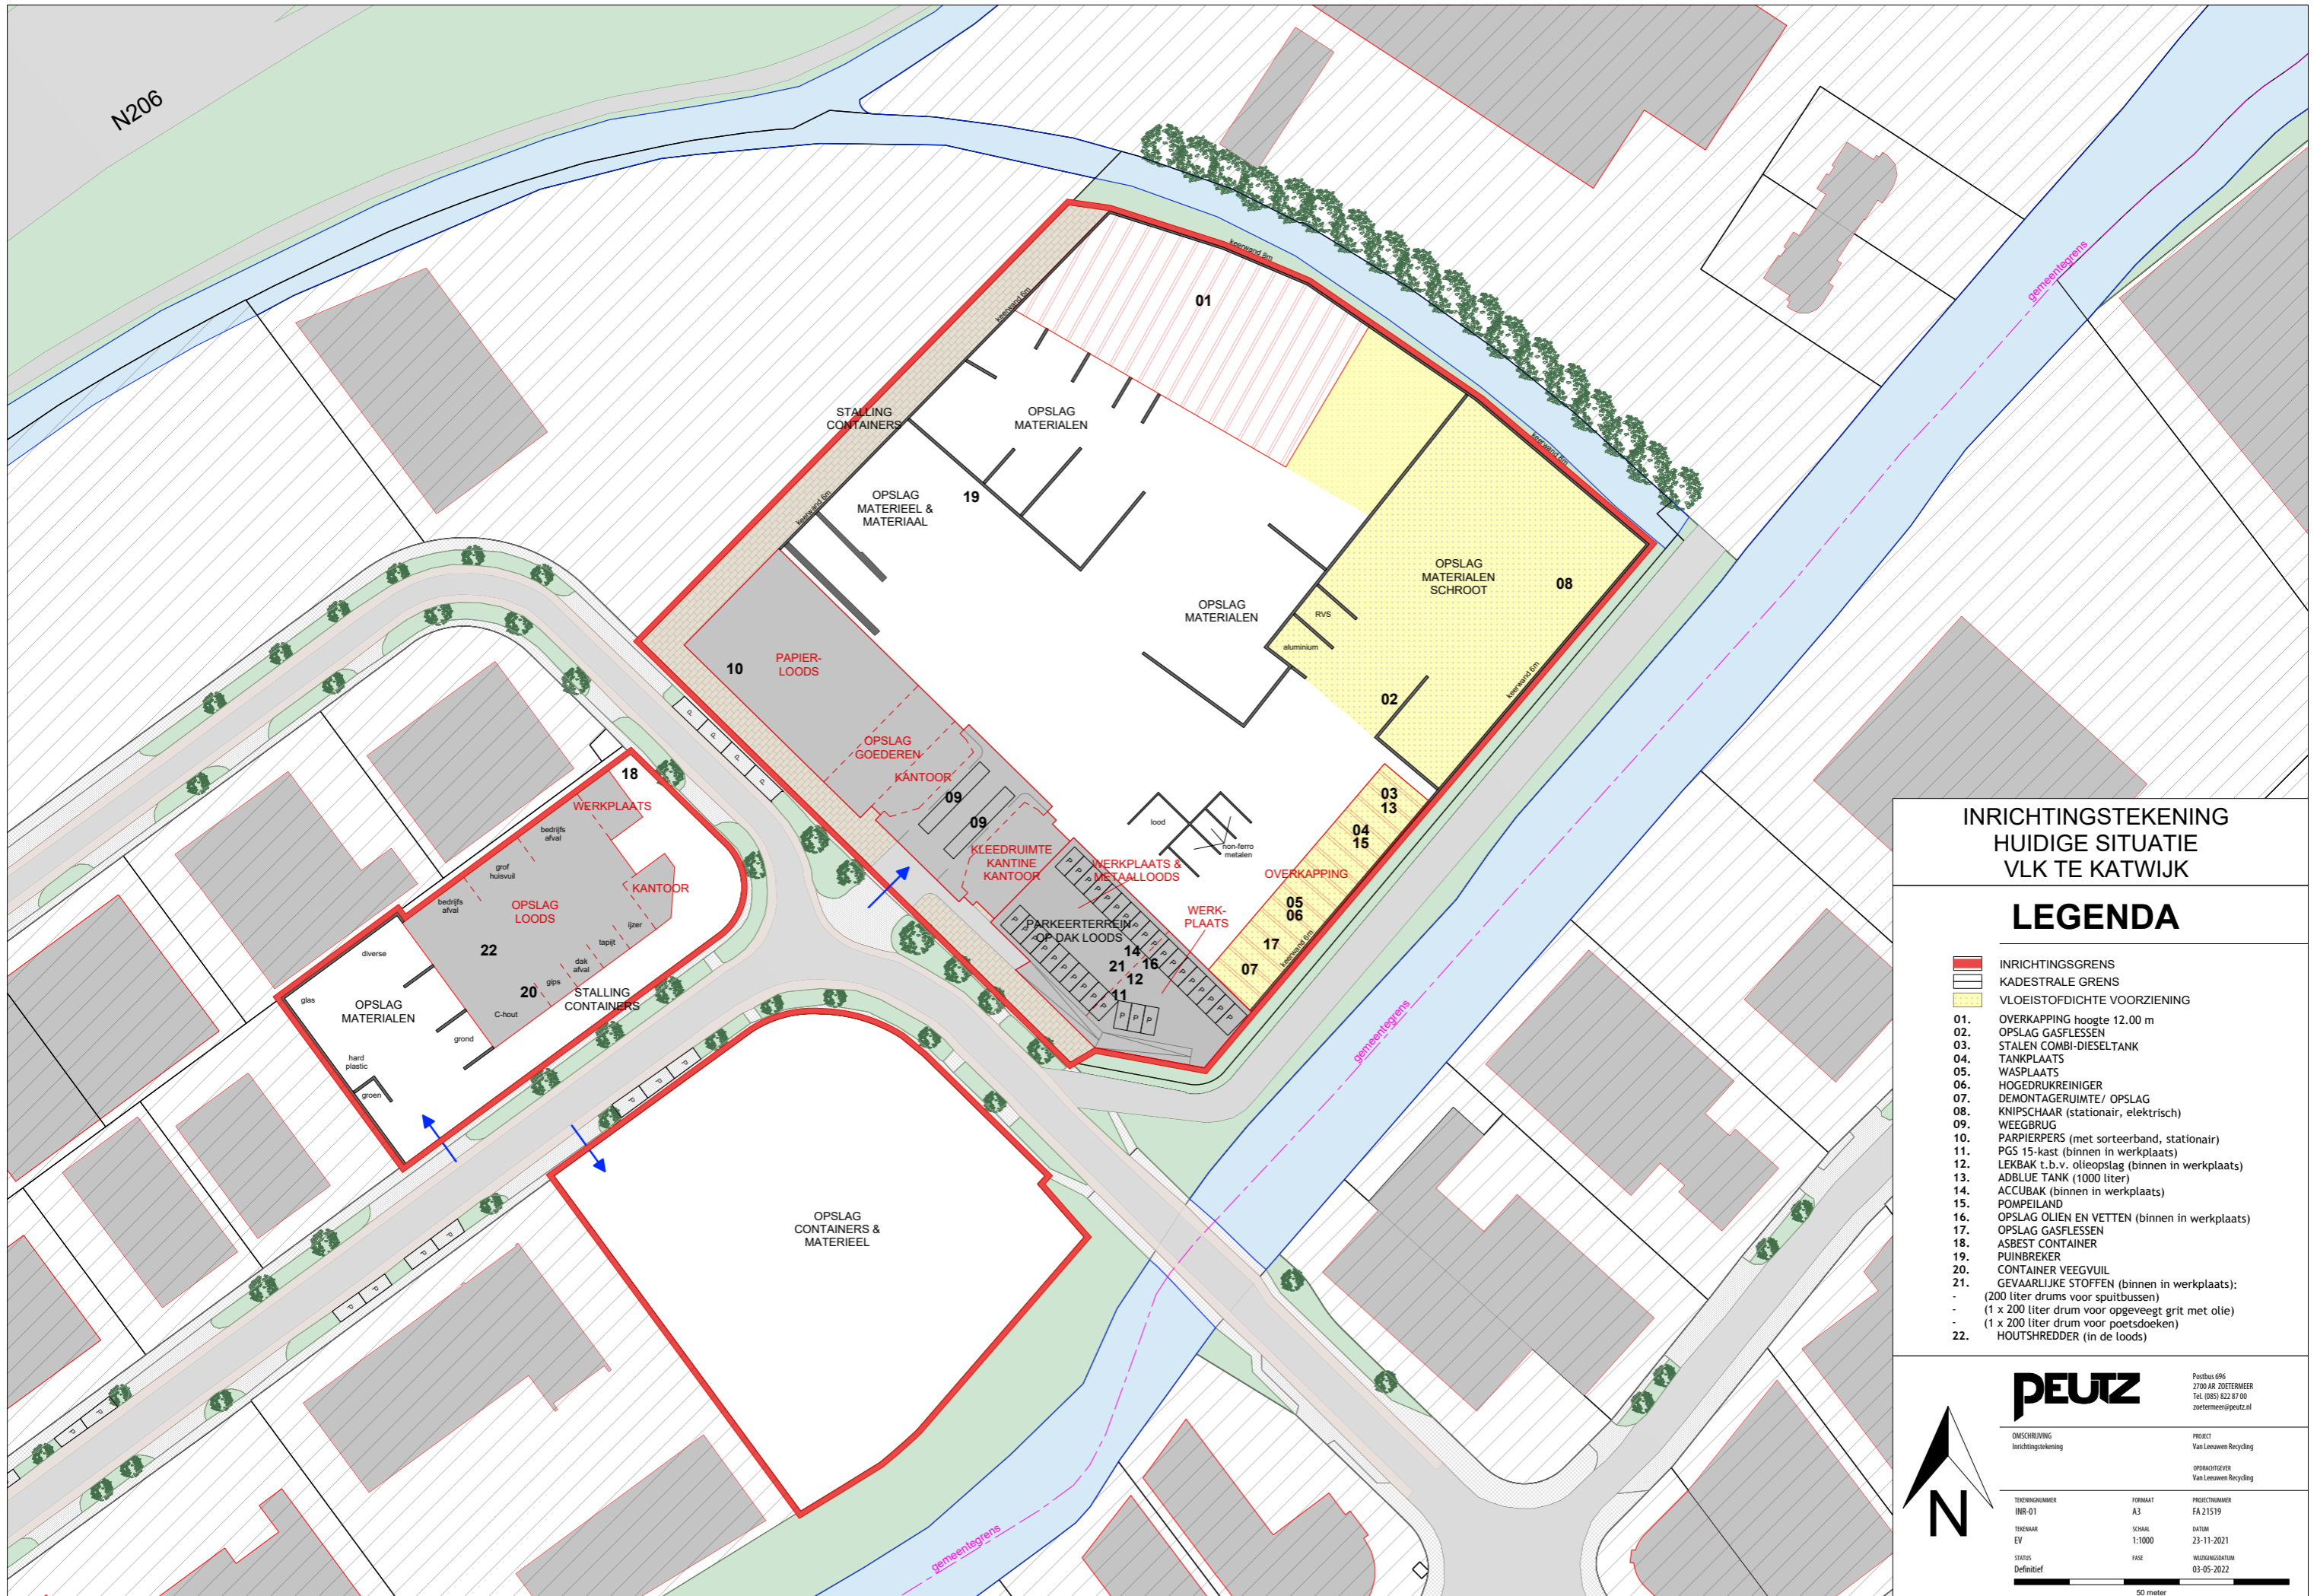 N206
keerwand 8m
01
keerwand 6m
gemeentegrens
STALLING
CONTAINERS
OPSLAG
MATERIALEN
keerwand 8m
keerwand 6m
OPSLAG
MATERIEEL &
MATERIAAL
19
OPSLAG
MATERIALEN
SCHROOT
08
OPSLAG
MATERIALEN
RVS
aluminium
10
PAPIER-
LOODS
keerwand 6m
02
P
P
P
P
OPSLAG
GOEDEREN
KANTOOR
09
09
18
WERKPLAATS
bedrijfs
afval
grof
huisvuil
KANTOOR
bedrijfs
afval
OPSLAG
LOODS
ijzer
tapijt
22
dak
afval
gips
20
C-hout
STALLING
CONTAINERS
diverse
glas
OPSLAG
MATERIALEN
grond
hard
plastic
groen
lood
non-ferro
metalen
03
13
04
15
OVERKAPPING
05
06
17
07
keerwand 6m
KLEEDRUIMTE
KANTINE
KANTOOR
WERKPLAATS &
METAALLOODS
WERK-
PLAATS
PARKEERTERREIN
OP DAK LOODS
14
21
16
12
11
P P P
gemeentegrens
P
P
P
OPSLAG
CONTAINERS &
MATERIEEL
P
P
P
P
P
P
gemeentegrens
INRICHTINGSTEKENING
HUIDIGE SITUATIE
VLK TE KATWIJK
LEGENDA
INRICHTINGSGRENS
KADESTRALE GRENS
VLOEISTOFDICHTE VOORZIENING
01. OVERKAPPING hoogte 12.00 m
02. OPSLAG GASFLESSEN
03. STALEN COMBI-DIESELTANK
04. TANKPLAATS
05. WASPLAATS
06. HOGEDRUKREINIGER
07. DEMONTAGERUIMTE/ OPSLAG
08. KNIPSCHAAR (stationair, elektrisch)
09. WEEGBRUG
10. PARPIERPERS (met sorteerband, stationair)
11. PGS 15-kast (binnen in werkplaats)
12. LEKBAK t.b.v. olieopslag (binnen in werkplaats)
13. ADBLUE TANK (1000 liter)
14. ACCUBAK (binnen in werkplaats)
15. POMPEILAND
16. OPSLAG OLIEN EN VETTEN (binnen in werkplaats)
17. OPSLAG GASFLESSEN
18. ASBEST CONTAINER
19. PUINBREKER
20. CONTAINER VEEGVUIL
21. GEVAARLIJKE STOFFEN (binnen in werkplaats):
- (200 liter drums voor spuitbussen)
- (1 x 200 liter drum voor opgeveegt grit met olie)
- (1 x 200 liter drum voor poetsdoeken)
22. HOUTSHREDDER (in de loods)
PEUTZ
Postbus 696
2700 AR ZOETERMEER
Tel. (085) 822 87 00
zoetermeer@peutz.nl
OMSCHRIJVING
Inrichtingstekening
PROJECT
Van Leeuwen Recycling
OPDRACHTGEVER
Van Leeuwen Recycling
N
TEKENINGNUMMER
INR-01
FORMAAT
A3
PROJECTNUMMER
FA 21519
TEKENAAR
EV
SCHAAL
1:1000
DATUM
23-11-2021
STATUS
Definitief
FASE
WIJZIGINGSDATUM
03-05-2022
50 meter